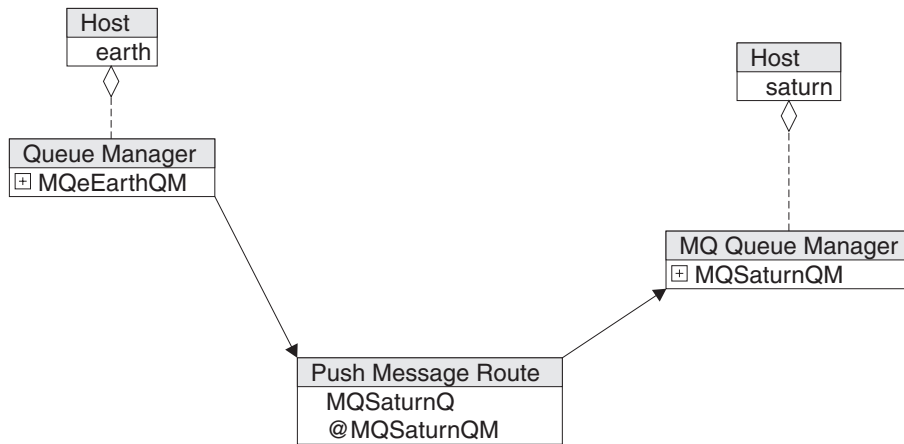 Host
earth
Host
saturn
Queue Manager
MQeEarthQM
MQ Queue Manager
MQSaturnQM
Push Message Route
MQSaturnQ
@MQSaturnQM